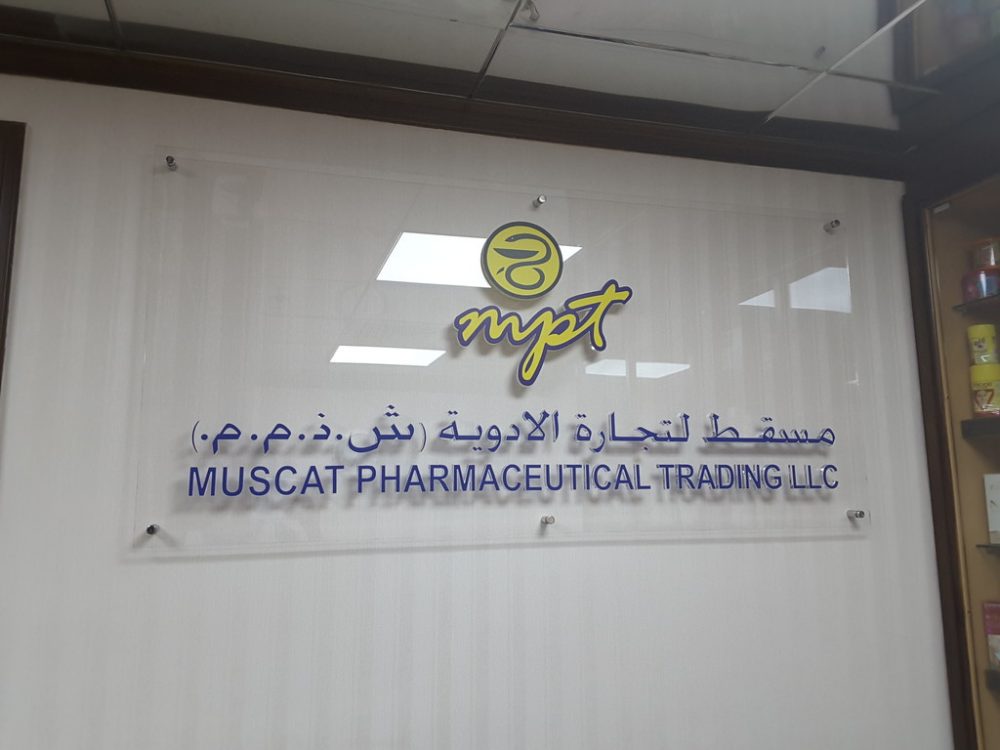 mpt
مسقط لتجارة الادوية (ش.ذ.م.م.)
MUSCAT PHARMACEUTICAL TRADING LLC